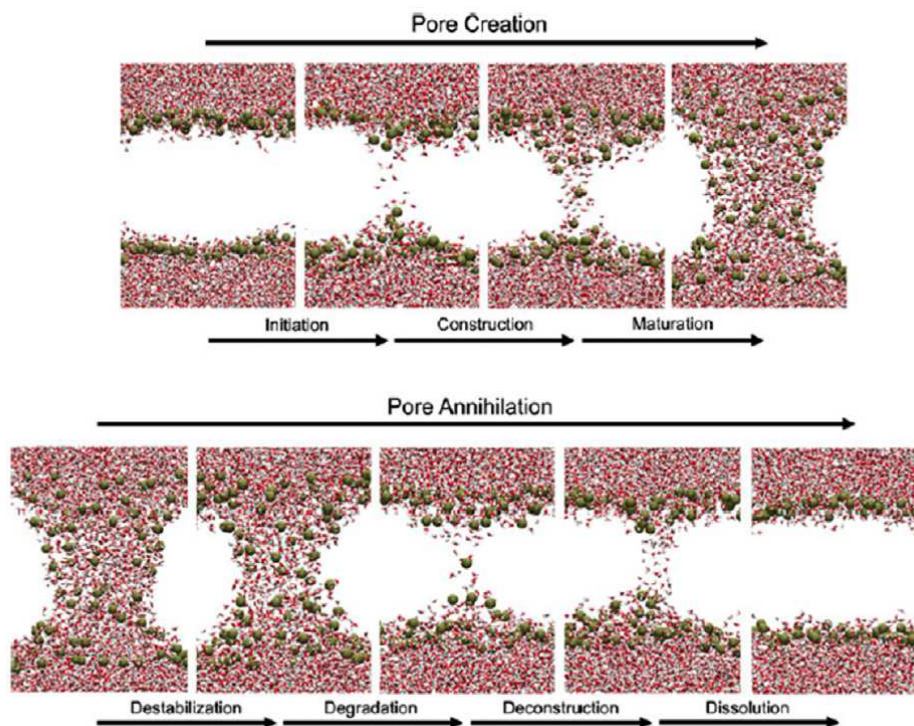 Pore Creation
Initiation Construction Maturation
Pore Annihilation
Destabilization Degradation Deconstruction Dissolution